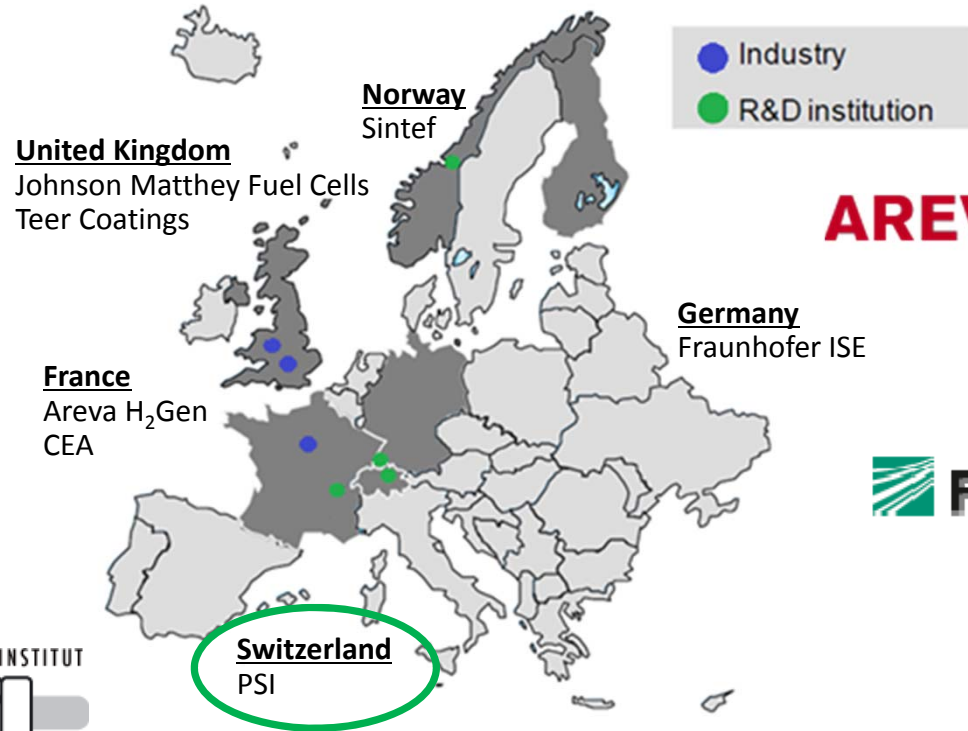 Industry
R&D institution
Norway
Sintef
United Kingdom
Johnson Matthey Fuel Cells
Teer Coatings
Germany
Fraunhofer ISE
France
Areva H₂Gen
CEA
INSTITUT
Switzerland
PSI